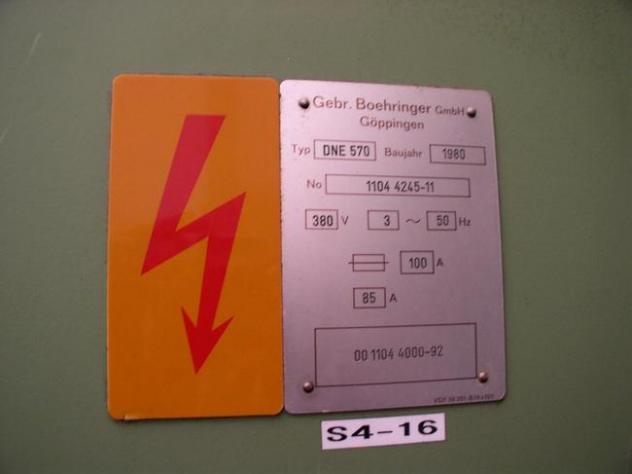 Gebr. Boehringer GmbH
Göppingen
Typ DNE 570 Baujahr 1980
No 1104 4245-11
380 V 3 ~ 50 Hz
100 A
85 A
00 1104 4000-92
S4-16